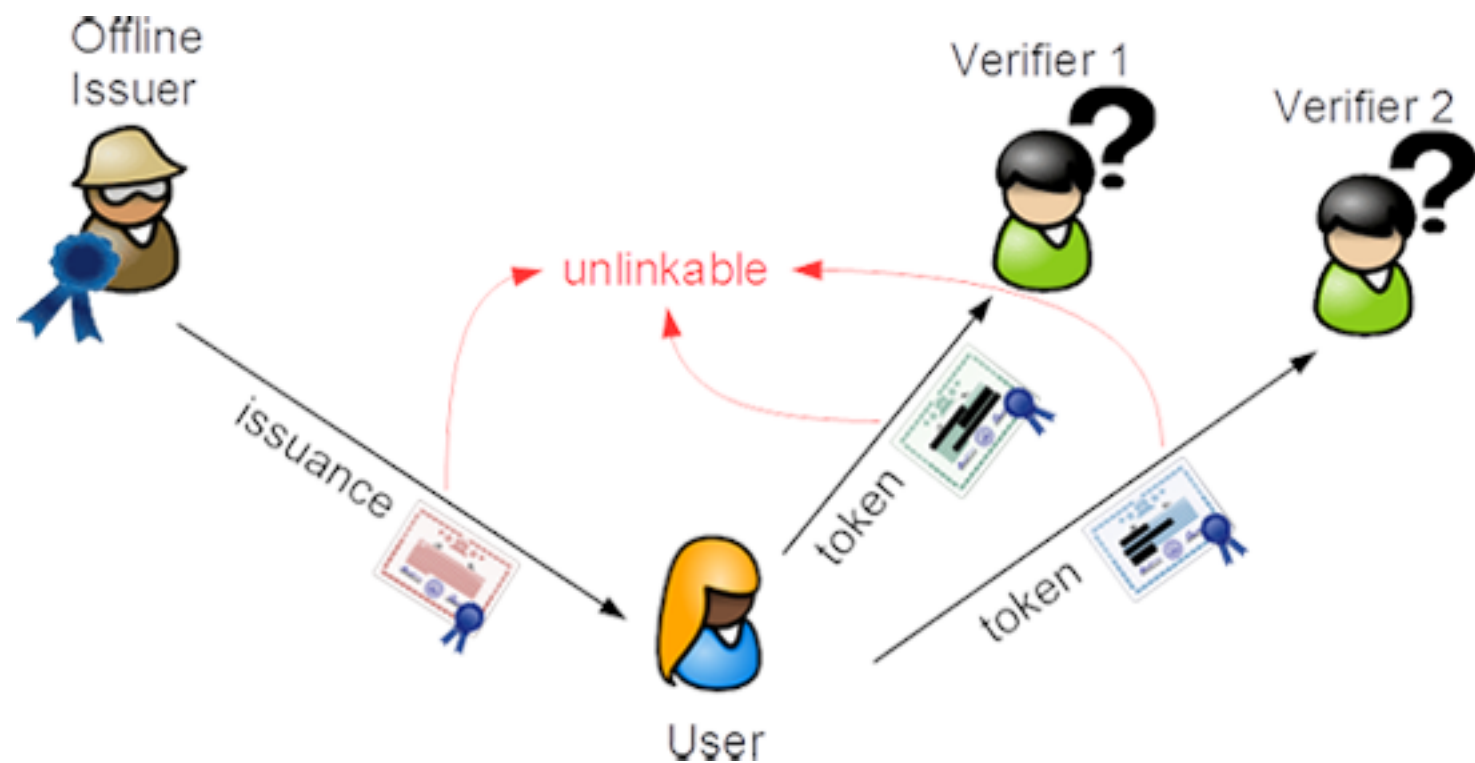 Offline
Issuer
Verifier 1
Verifier 2
unlinkable
issuance
token
token
User